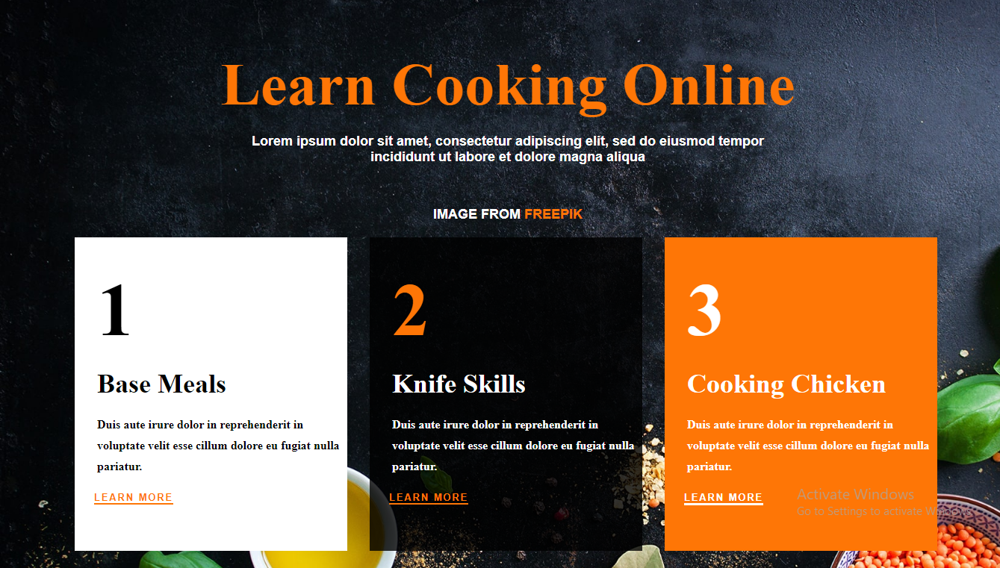 Learn Cooking Online
Lorem ipsum dolor sit amet, consectetur adipiscing elit, sed do eiusmod tempor
incididunt ut labore et dolore magna aliqua
IMAGE FROM FREEPIK
1
Base Meals
Duis aute irure dolor in reprehenderit in
voluptate velit esse cillum dolore eu fugiat nulla
pariatur.
LEARN MORE
2
Knife Skills
Duis aute irure dolor in reprehenderit in
voluptate velit esse cillum dolore eu fugiat nulla
pariatur.
LEARN MORE
3
Cooking Chicken
Duis aute irure dolor in reprehenderit in
voluptate velit esse cillum dolore eu fugiat nulla
pariatur.
LEARN MORE
Activate Windows
Go to Settings to activate Windows.